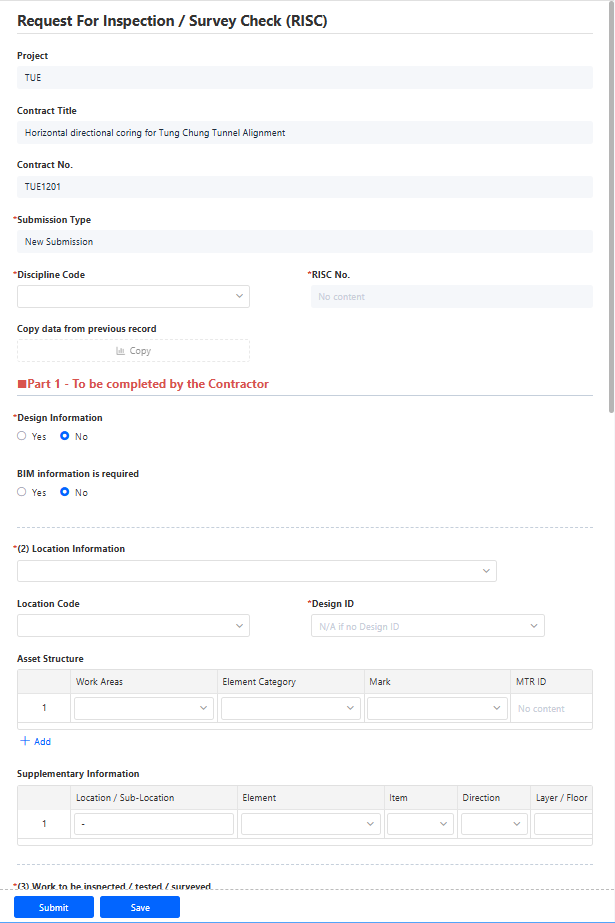 Request For Inspection / Survey Check (RISC)
Project
TUE
Contract Title
Horizontal directional coring for Tung Chung Tunnel Alignment
Contract No.
TUE1201
*Submission Type
New Submission
*Discipline Code *RISC No.
No content
Copy data from previous record
Copy
Part 1 - To be completed by the Contractor
*Design Information
Yes No
BIM information is required
Yes No
*(2) Location Information
Location Code *Design ID
N/A if no Design ID
Asset Structure
Work Areas Element Category Mark MTR ID
1 No content
+ Add
Supplementary Information
Location / Sub-Location Element Item Direction Layer / Floor
1 -
*(3) Work to be inspected / tested / surveyed
Submit Save